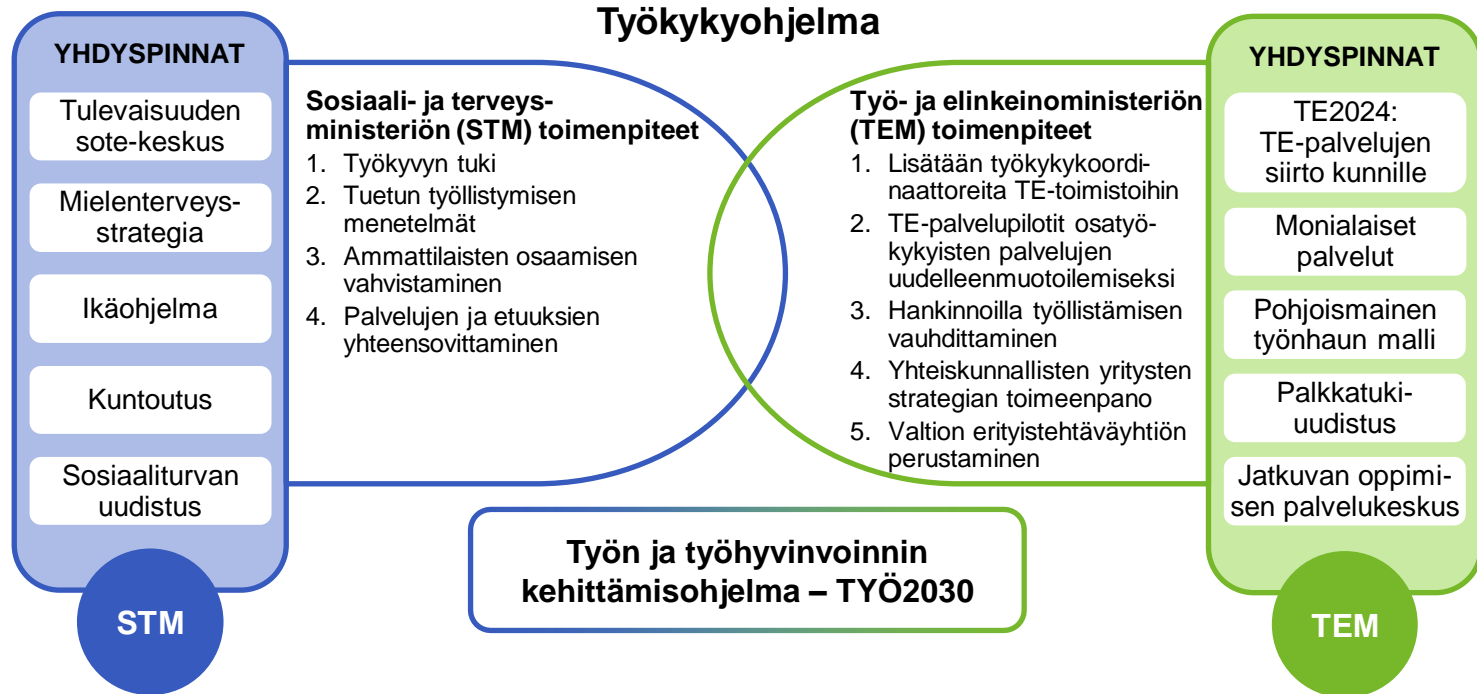 Työkykyohjelma
YHDYSPINNAT
Tulevaisuuden
sote-keskus
Mielenterveys-
strategia
Ikäohjelma
Kuntoutus
Sosiaaliturvan
uudistus
STM
Sosiaali- ja terveys-
ministeriön (STM) toimenpiteet
1. Työkyvyn tuki
2. Tuetun työllistymisen
menetelmät
3. Ammattilaisten osaamisen
vahvistaminen
4. Palvelujen ja etuuksien
yhteensovittaminen
Työ- ja elinkeinoministeriön
(TEM) toimenpiteet
1. Lisätään työkykykoordi-
naattoreita TE-toimistoihin
2. TE-palvelupilotit osatyö-
kykyisten palvelujen
uudelleenmuotoilemiseksi
3. Hankinnoilla työllistämisen
vauhdittaminen
4. Yhteiskunnallisten yritysten
strategian toimeenpano
5. Valtion erityistehtäväyhtiön
perustaminen
Työn ja työhyvinvoinnin
kehittämisohjelma – TYÖ2030
YHDYSPINNAT
TE2024:
TE-palvelujen
siirto kunnille
Monialaiset
palvelut
Pohjoismainen
työnhaun malli
Palkkatuki-
uudistus
Jatkuvan oppimi-
sen palvelukeskus
TEM